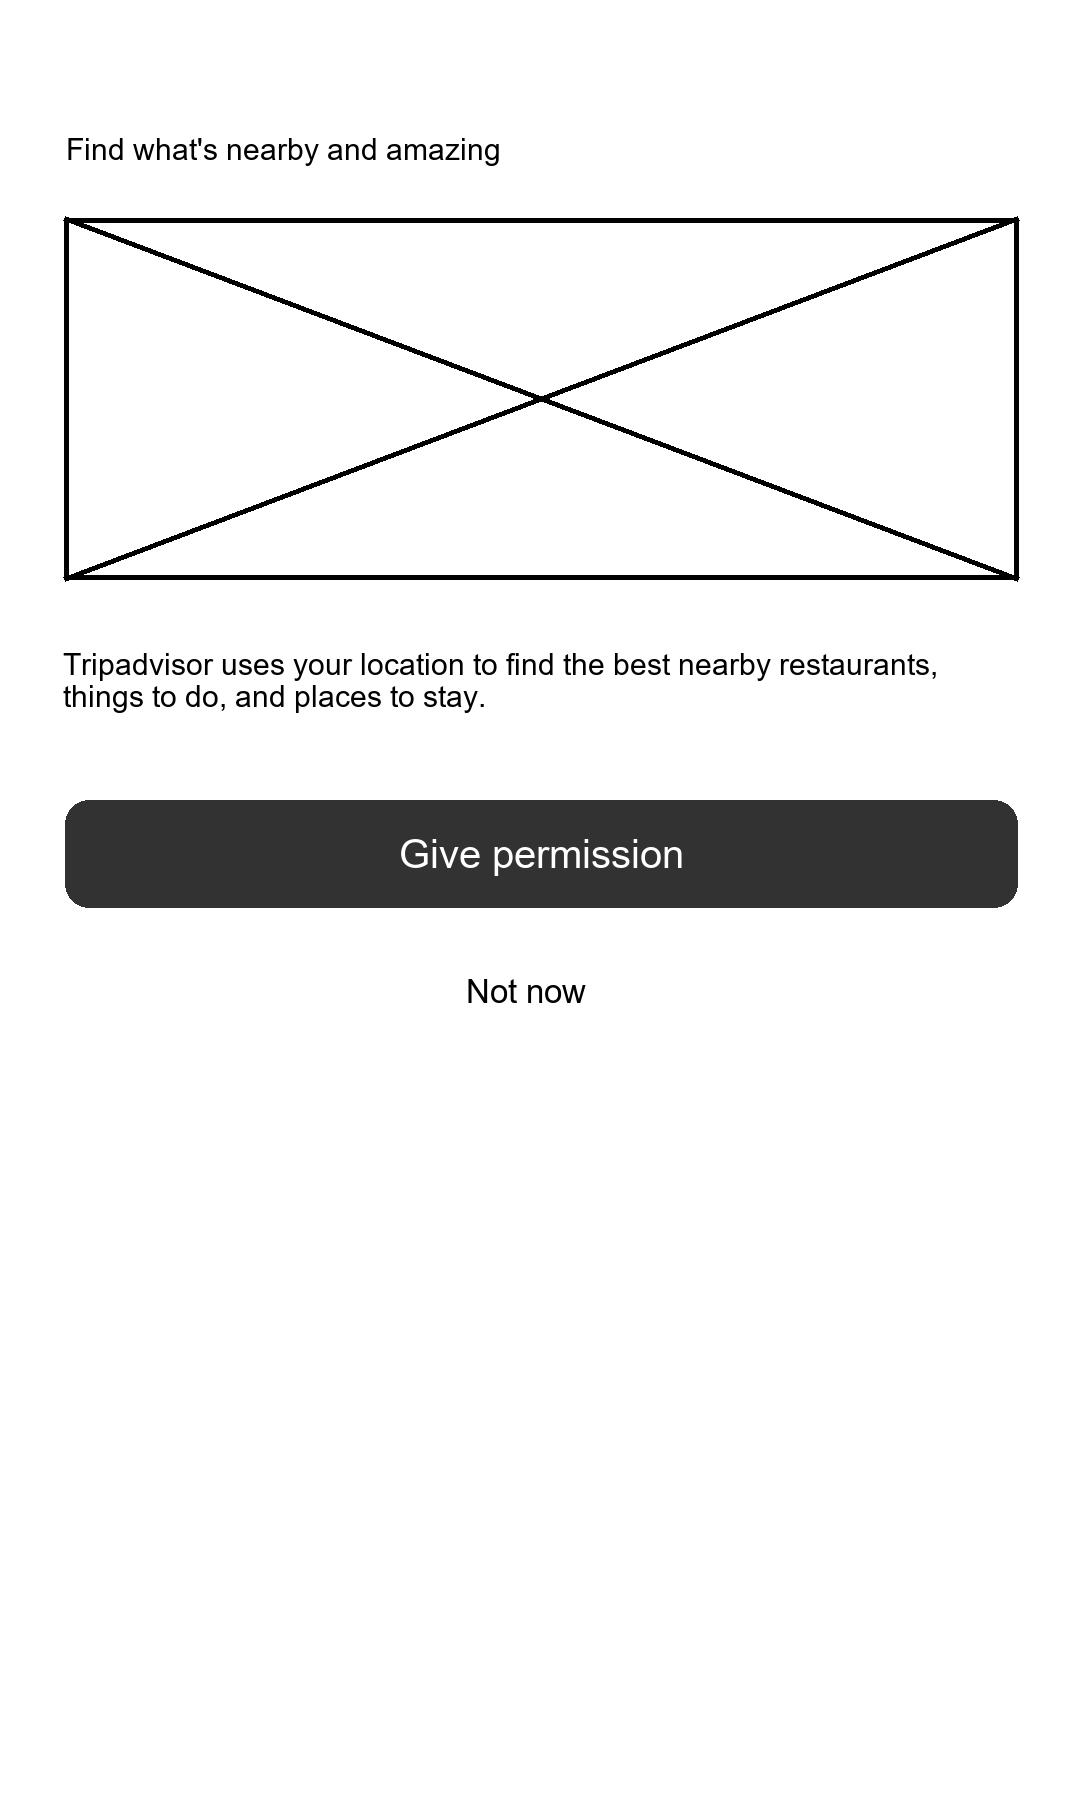 Find what's nearby and amazing
Tripadvisor uses your location to find the best nearby restaurants,
things to do, and places to stay.
Give permission
Not now